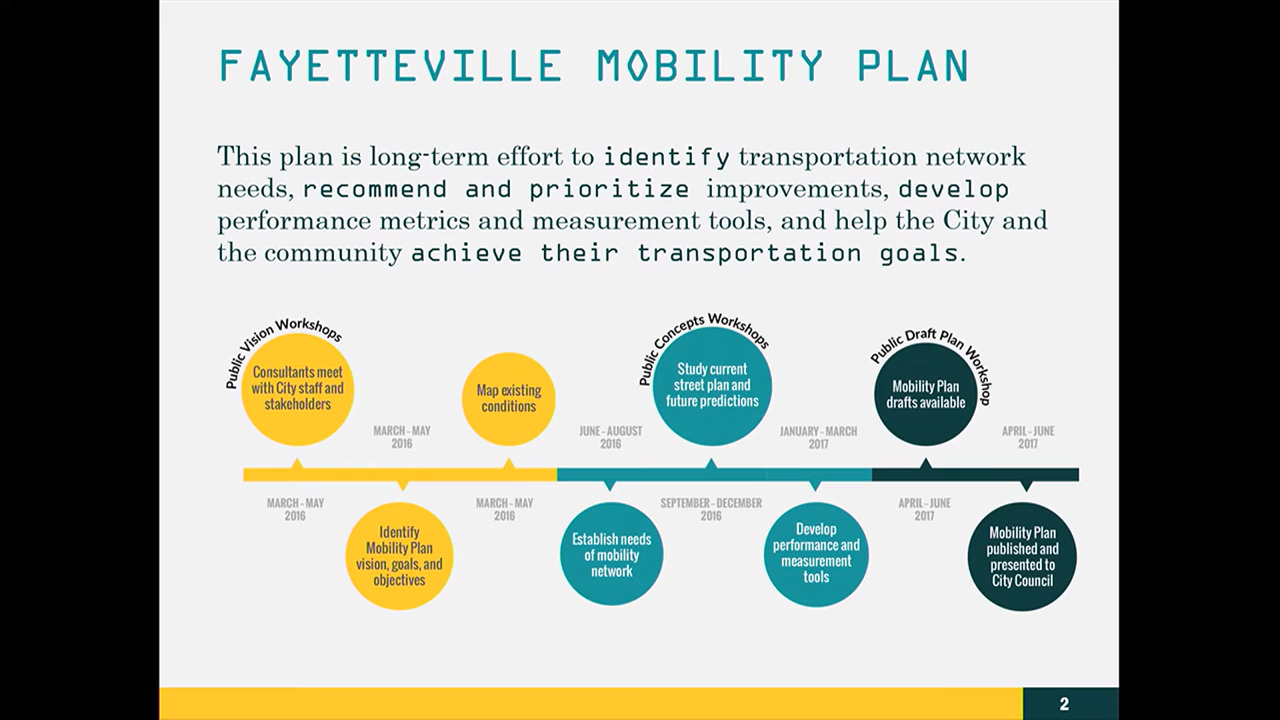 FAYETTEVILLE MOBILITY PLAN
This plan is long-term effort to identify transportation network
needs, recommend and prioritize improvements, develop
performance metrics and measurement tools, and help the City and
the community achieve their transportation goals.
Public Vision Workshops
Consultants meet
with City staff and
stakeholders
MARCH - MAY
2016
Identify
Mobility Plan
vision, goals, and
objectives
MARCH - MAY
2016
Map existing
conditions
MARCH - MAY
2016
Establish needs
of mobility
network
JUNE - AUGUST
2016
Public Concepts Workshops
Study current
street plan and
future predictions
SEPTEMBER - DECEMBER
2016
Develop
performance and
measurement
tools
JANUARY - MARCH
2017
Public Draft Plan Workshop
Mobility Plan
drafts available
APRIL - JUNE
2017
Mobility Plan
published and
presented to
City Council
APRIL - JUNE
2017
2